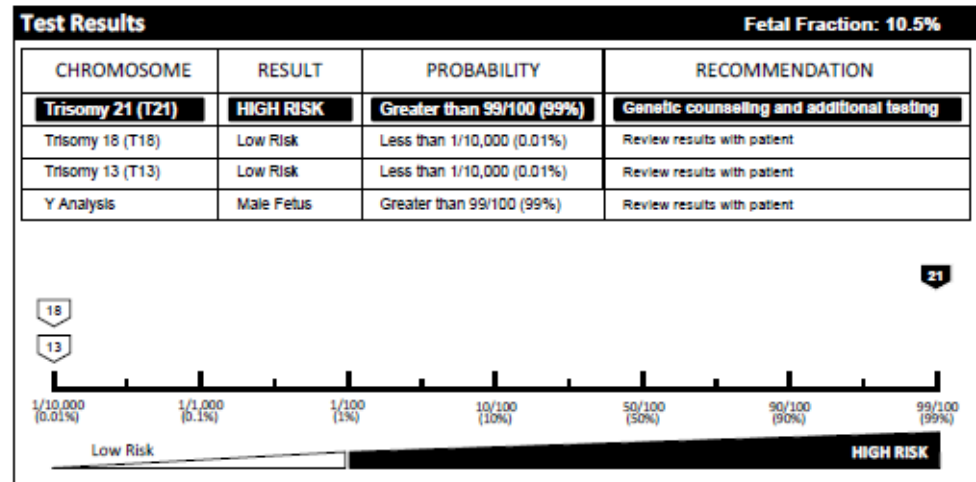 Test Results Fetal Fraction: 10.5%
CHROMOSOME RESULT PROBABILITY RECOMMENDATION
Trisomy 21 (T21) HIGH RISK Greater than 99/100 (99%) Genetic counseling and additional testing
Trisomy 18 (T18) Low Risk Less than 1/10,000 (0.01%) Review results with patient
Trisomy 13 (T13) Low Risk Less than 1/10,000 (0.01%) Review results with patient
Y Analysis Male Fetus Greater than 99/100 (99%) Review results with patient
21
18
13
1/10,000 1/1,000 1/100 10/100 50/100 90/100 99/100
(0.01%) (0.1%) (1%) (10%) (50%) (90%) (99%)
Low Risk HIGH RISK